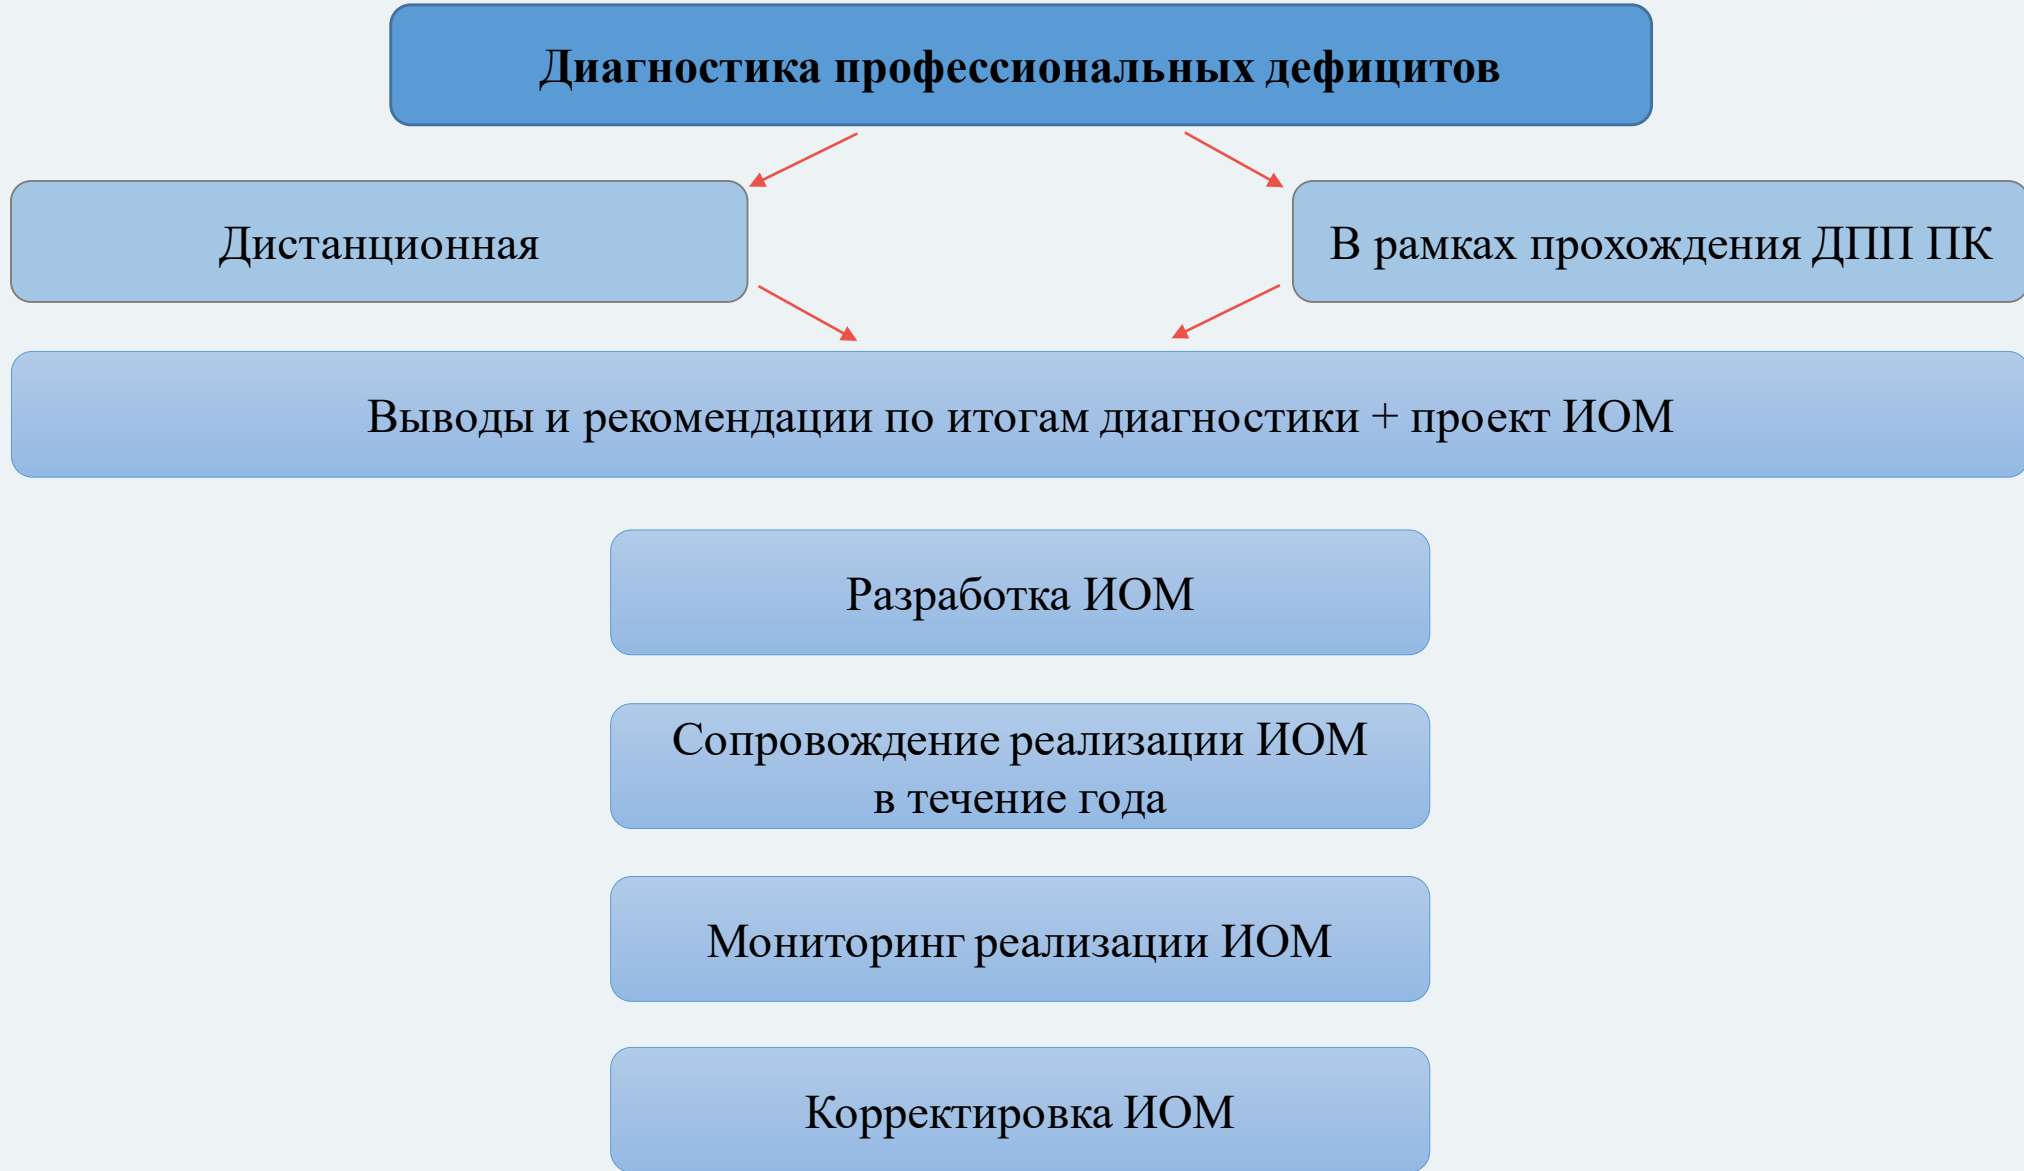 Диагностика профессиональных дефицитов
Дистанционная
В рамках прохождения ДПП ПК
Выводы и рекомендации по итогам диагностики + проект ИОМ
Разработка ИОМ
Сопровождение реализации ИОМ
в течение года
Мониторинг реализации ИОМ
Корректировка ИОМ